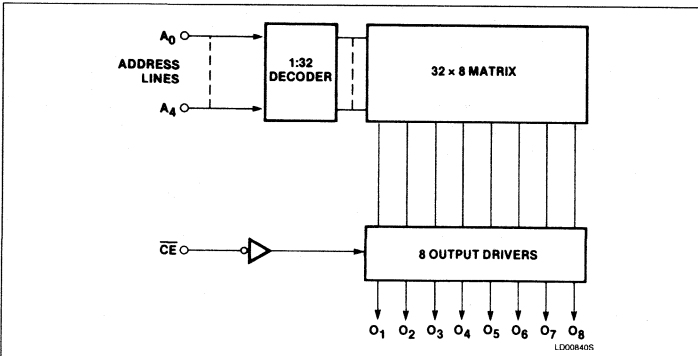 A0
ADDRESS
LINES
A4
1:32
DECODER
32 × 8 MATRIX
CE
8 OUTPUT DRIVERS
O1 O2 O3 O4 O5 O6 O7 O8
LD00840S